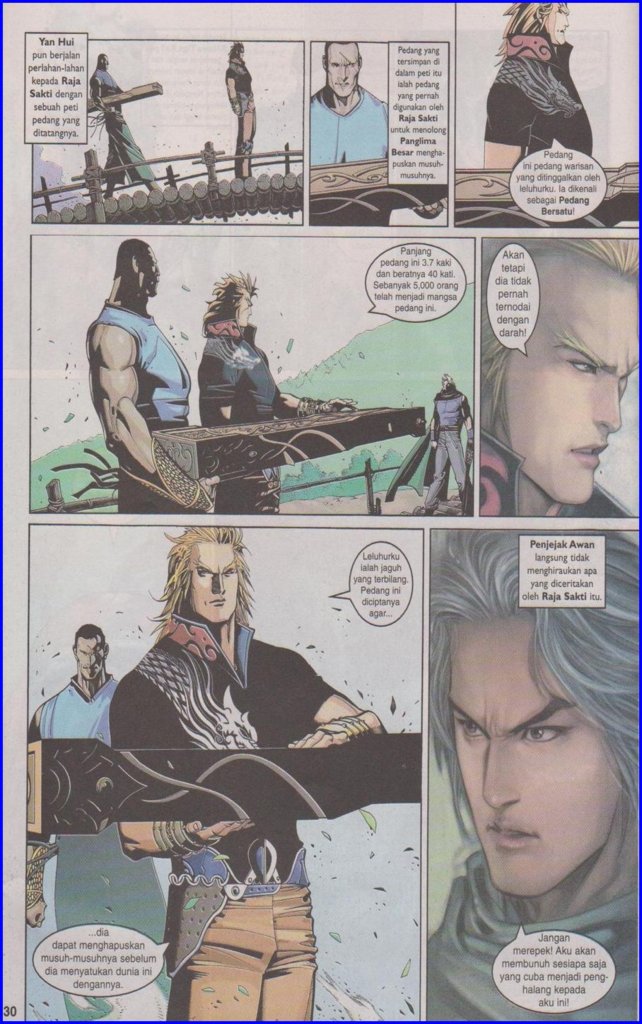 Yan Hui
pun berjalan
perlahan-lahan
kepada Raja
Sakti dengan
sebuah peti
pedang yang
ditatangnya.
Pedang yang
tersimpan di
dalam peti itu
ialah pedang
yang pernah
digunakan oleh
Raja Sakti
untuk menolong
Panglima
Besar mengha-
puskan musuh-
musuhnya.
Pedang
ini pedang warisan
yang ditinggalkan oleh
leluhurku. Ia dikenali
sebagai Pedang
Bersatu!
Panjang
pedang ini 3.7 kaki
dan beratnya 40 kati.
Sebanyak 5,000 orang
telah menjadi mangsa
pedang ini.
Akan
tetapi
dia tidak
pernah
ternodai
dengan
darah!
Leluhurku
ialah jaguh
yang terbilang.
Pedang ini
diciptanya
agar...
...dia
dapat menghapuskan
musuh-musuhnya sebelum
dia menyatukan dunia ini
dengannya.
Penjejak Awan
langsung tidak
menghiraukan apa
yang diceritakan
oleh Raja Sakti itu.
Jangan
merepek! Aku akan
membunuh sesiapa saja
yang cuba menjadi peng-
halang kepada
aku ini!
30